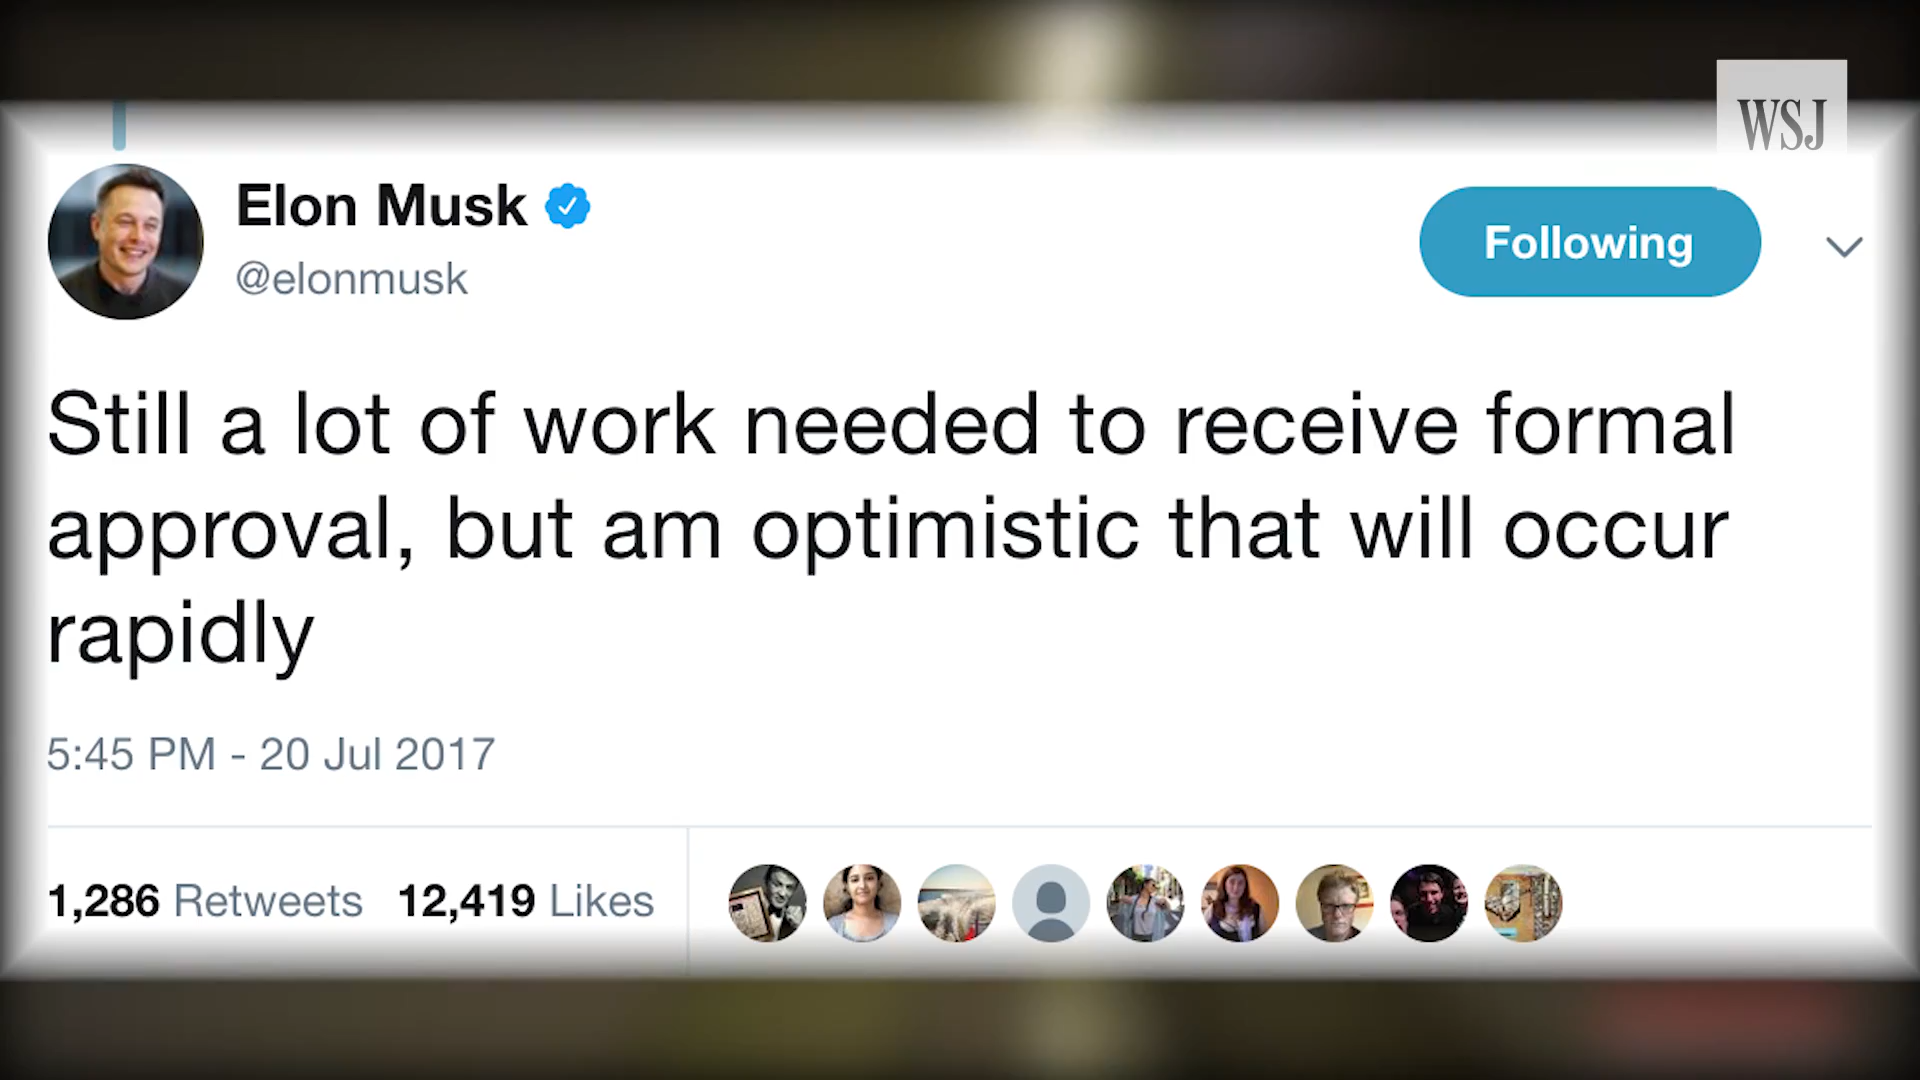 WSJ
Elon Musk
@elonmusk
Following
Still a lot of work needed to receive formal
approval, but am optimistic that will occur
rapidly
5:45 PM - 20 Jul 2017
1,286 Retweets 12,419 Likes